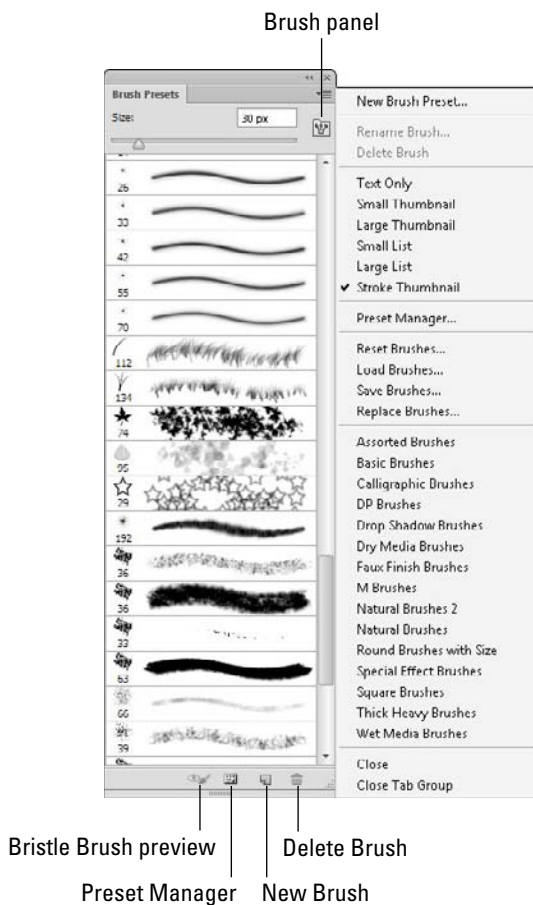 Brush panel
Brush Presets
Size:
30 px
26
33
42
55
70
112
134
74
95
29
192
36
36
33
63
66
39
New Brush Preset...
Rename Brush...
Delete Brush
Text Only
Small Thumbnail
Large Thumbnail
Small List
Large List
Stroke Thumbnail
Preset Manager...
Reset Brushes...
Load Brushes...
Save Brushes...
Replace Brushes...
Assorted Brushes
Basic Brushes
Calligraphic Brushes
DP Brushes
Drop Shadow Brushes
Dry Media Brushes
Faux Finish Brushes
M Brushes
Natural Brushes 2
Natural Brushes
Round Brushes with Size
Special Effect Brushes
Square Brushes
Thick Heavy Brushes
Wet Media Brushes
Close
Close Tab Group
Bristle Brush preview
Delete Brush
Preset Manager
New Brush